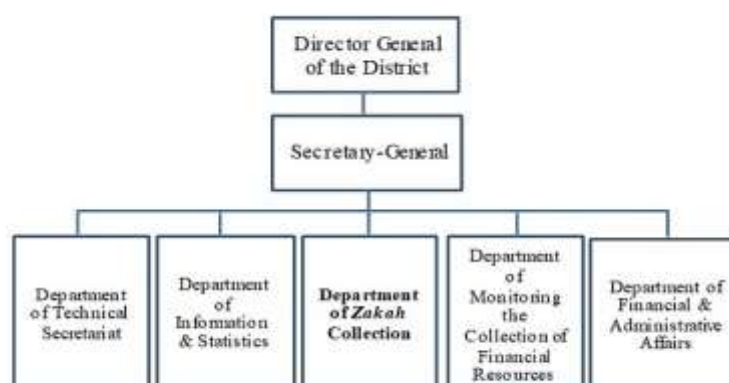 Director General
of the District
Secretary-General
Department
of Technical
Secretariat
Department
of
Information
& Statistics
Department
of Zakah
Collection
Department
of
Monitoring
the
Collection of
Financial
Resources
Department of
Financial &
Administrative
Affairs